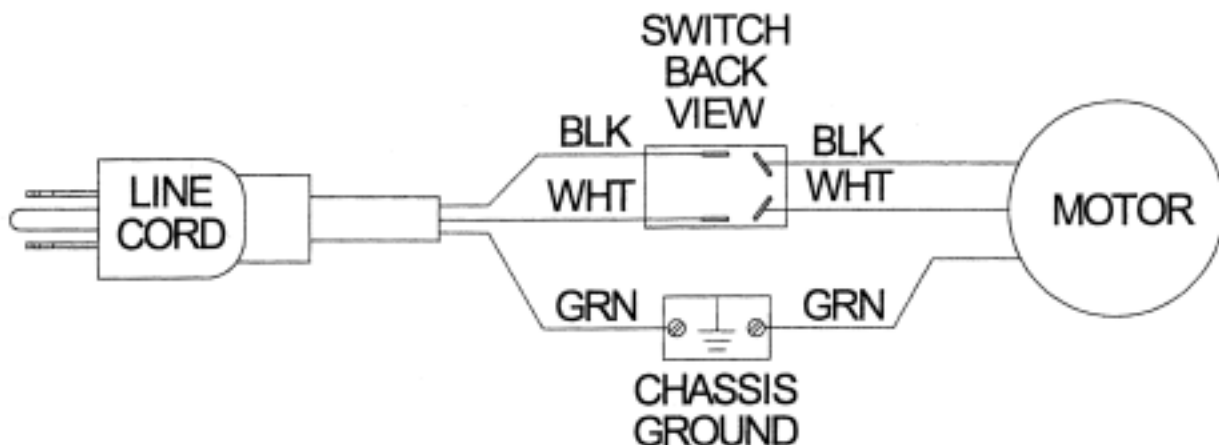 SWITCH
BACK
VIEW
BLK
BLK
LINE
CORD
WHT
WHT
MOTOR
GRN
GRN
CHASSIS
GROUND